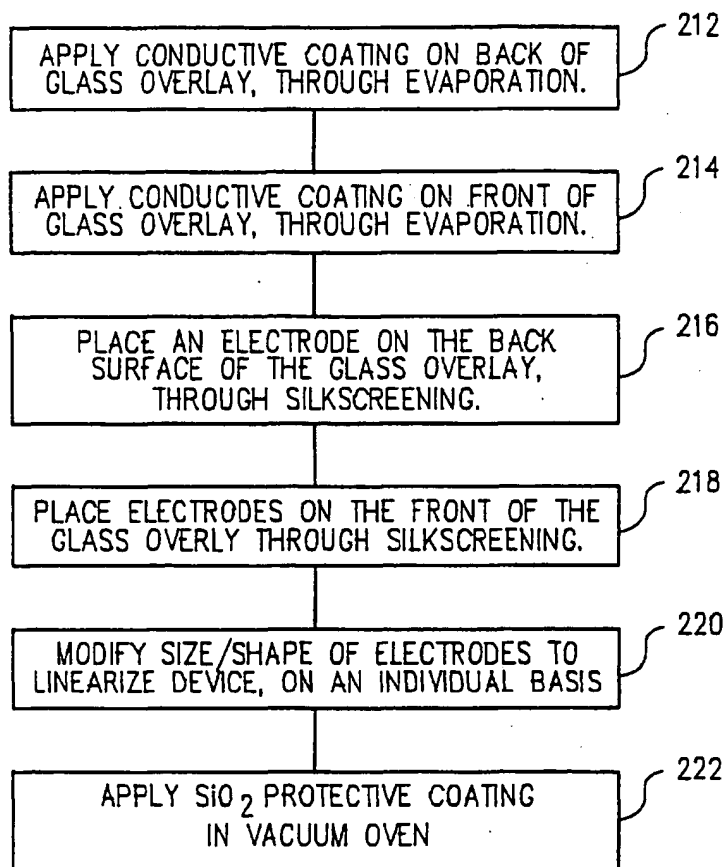 APPLY CONDUCTIVE COATING ON BACK OF
GLASS OVERLAY, THROUGH EVAPORATION.
212
APPLY CONDUCTIVE COATING ON FRONT OF
GLASS OVERLAY, THROUGH EVAPORATION.
214
PLACE AN ELECTRODE ON THE BACK
SURFACE OF THE GLASS OVERLAY,
THROUGH SILKSCREENING.
216
PLACE ELECTRODES ON THE FRONT OF THE
GLASS OVERLY THROUGH SILKSCREENING.
218
MODIFY SIZE/SHAPE OF ELECTRODES TO
LINEARIZE DEVICE, ON AN INDIVIDUAL BASIS
220
APPLY SiO2 PROTECTIVE COATING
IN VACUUM OVEN
222